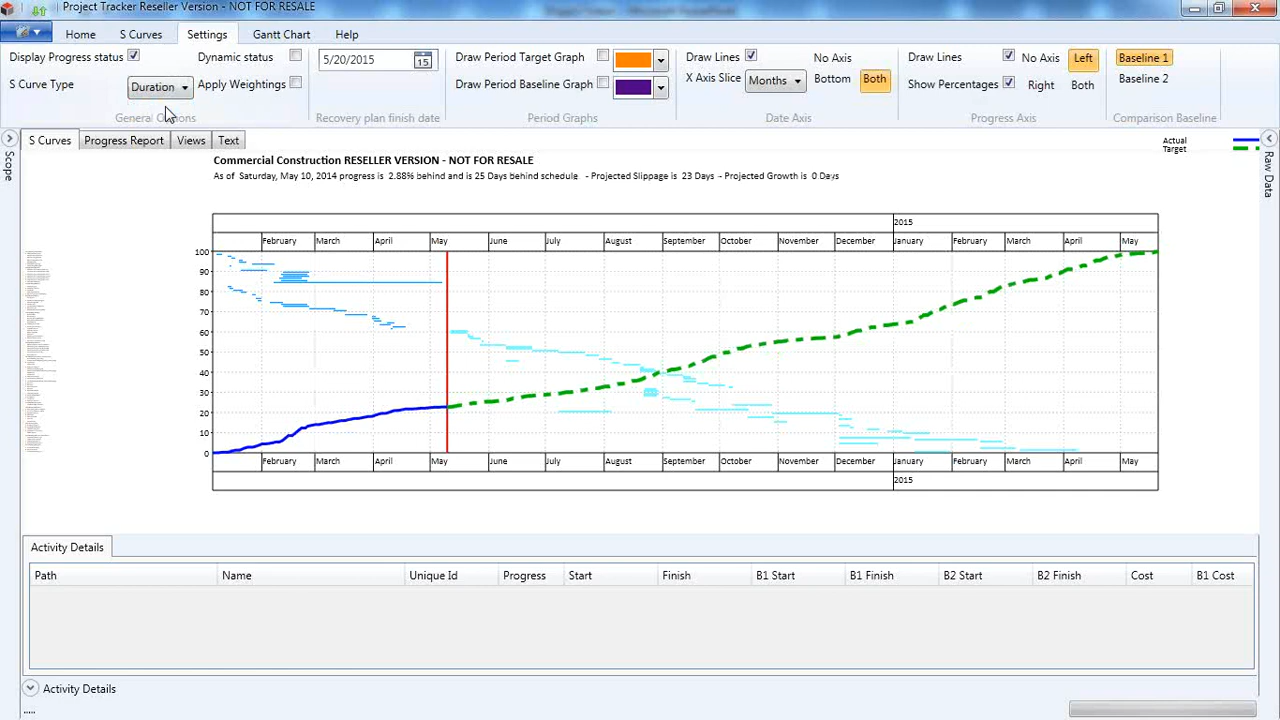 Project Tracker Reseller Version - NOT FOR RESALE
Home S Curves Settings Gantt Chart Help
Display Progress status Dynamic status 5/20/2015 15 Draw Period Target Graph Draw Lines No Axis Draw Lines No Axis Left Baseline 1
S Curve Type Duration Apply Weightings Draw Period Baseline Graph X Axis Slice Months Bottom Both Show Percentages Right Both Baseline 2
General Options Recovery plan finish date Period Graphs Date Axis Progress Axis Comparison Baseline
S Curves Progress Report Views Text
Scope
Raw Data
Actual
Target
Commercial Construction RESELLER VERSION - NOT FOR RESALE
As of Saturday, May 10, 2014 progress is 2.88% behind and is 25 Days behind schedule - Projected Slippage is 23 Days - Projected Growth is 0 Days
2015
February March April May June July August September October November December January February March April May
100
0
February March April May June July August September October November December January February March April May
2015
Activity Details
Path Name Unique Id Progress Start Finish B1 Start B1 Finish B2 Start B2 Finish Cost B1 Cost
Activity Details
.....